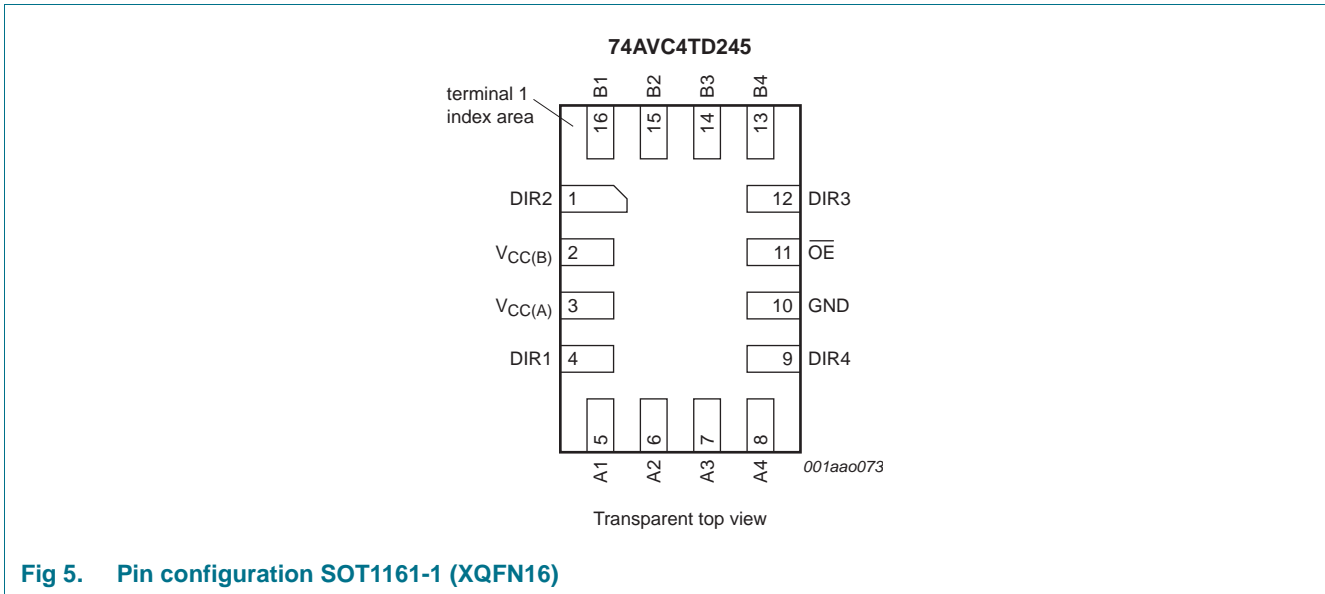 74AVC4TD245
B1 B2 B3 B4
terminal 1
index area
16 15 14 13
DIR2 1 12 DIR3
VCC(B) 2 11 OE
VCC(A) 3 10 GND
DIR1 4 9 DIR4
5 6 7 8
A1 A2 A3 A4
001aao073
Transparent top view
Fig 5. Pin configuration SOT1161-1 (XQFN16)